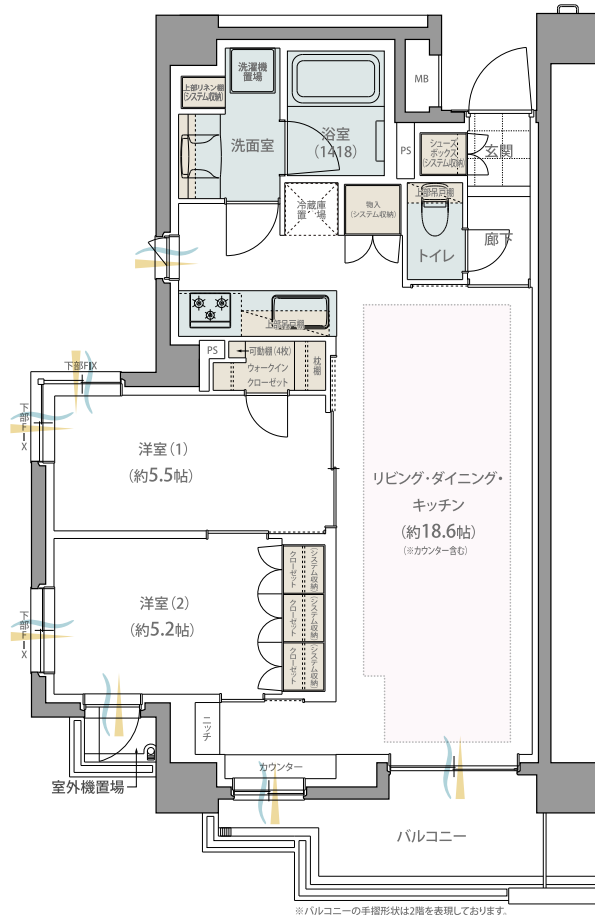 洗濯機
置場
MB
上部リネン棚
(システム収納)
洗面室
浴室
(1418)
PS
シューズ
ボックス
(システム収納)
玄関
冷蔵庫
置場
物入
(システム収納)
上部吊戸棚
トイレ
廊下
上部吊戸棚
PS
可動棚(4枚)
ウォークイン
クローゼット
枕棚
下部FIX
下部FIX
洋室(1)
(約5.5帖)
リビング・ダイニング・
キッチン
(約18.6帖)
(※カウンター含む)
洋室(2)
(約5.2帖)
クローゼット
(システム収納)
クローゼット
(システム収納)
クローゼット
(システム収納)
下部FIX
ニッチ
カウンター
室外機置場
バルコニー
※バルコニーの手摺形状は2階を表現しております。